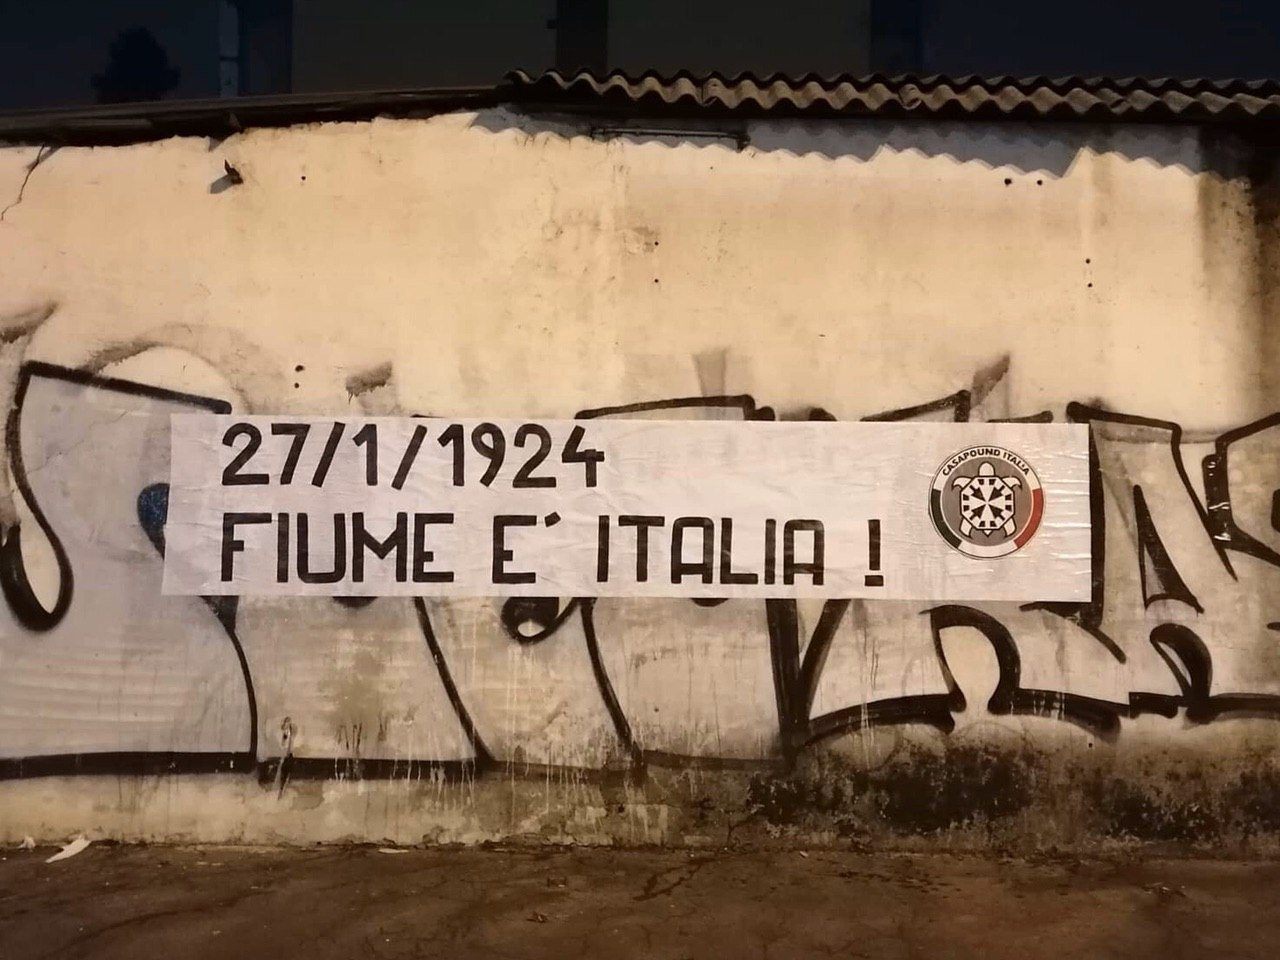 27/1/1924
FIUME E' ITALIA !
CASAPOUND ITALIA